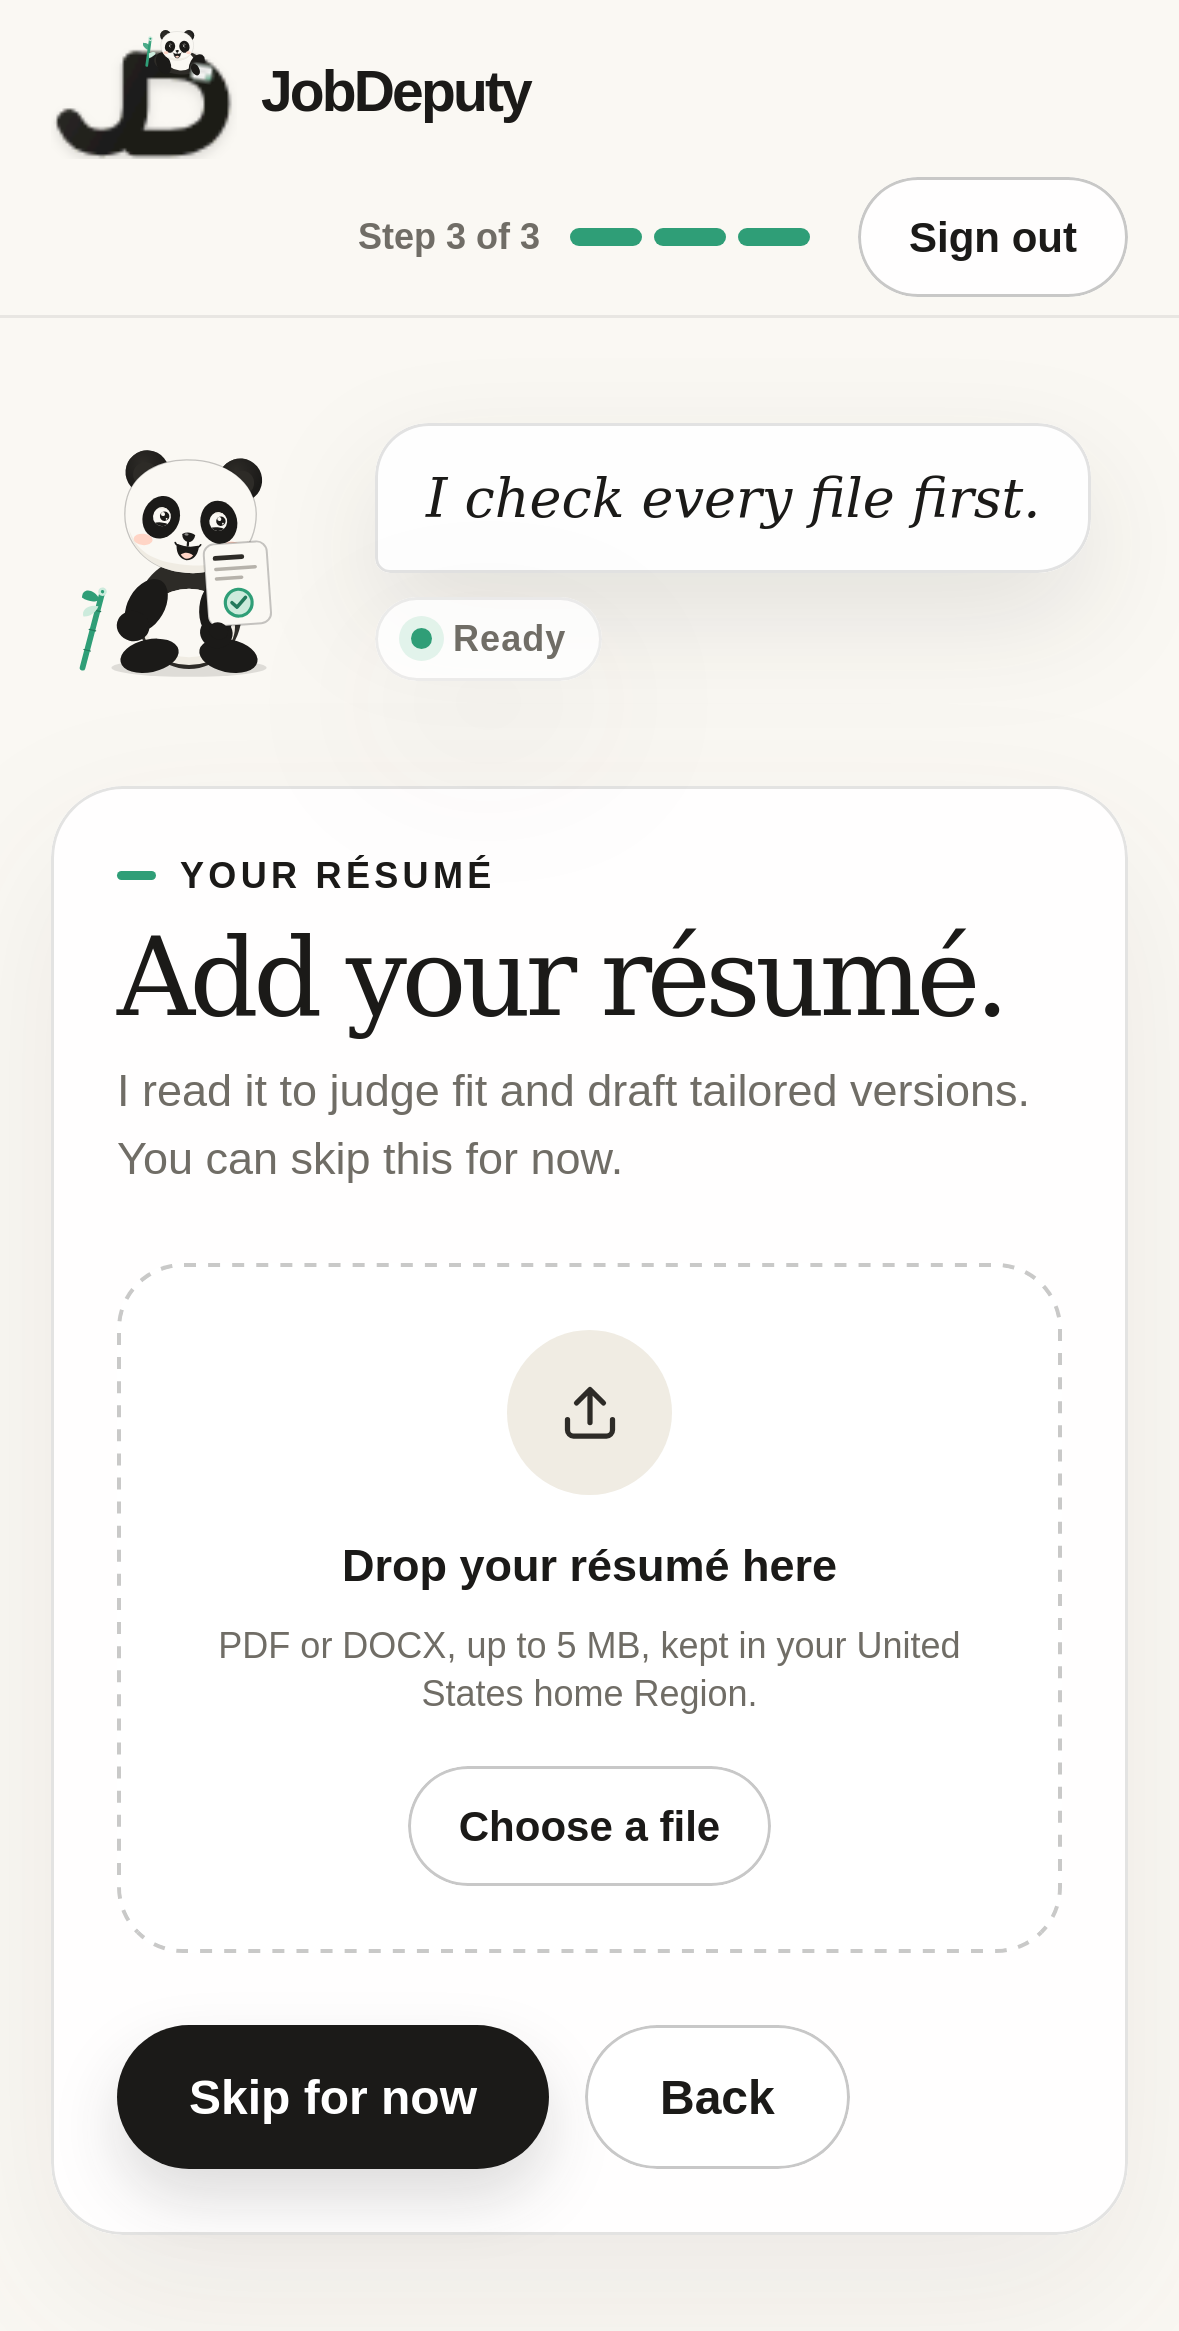 JD JobDeputy
Step 3 of 3
Sign out
I check every file first.
Ready
YOUR RÉSUMÉ
Add your résumé.
I read it to judge fit and draft tailored versions.
You can skip this for now.
Drop your résumé here
PDF or DOCX, up to 5 MB, kept in your United
States home Region.
Choose a file
Skip for now
Back